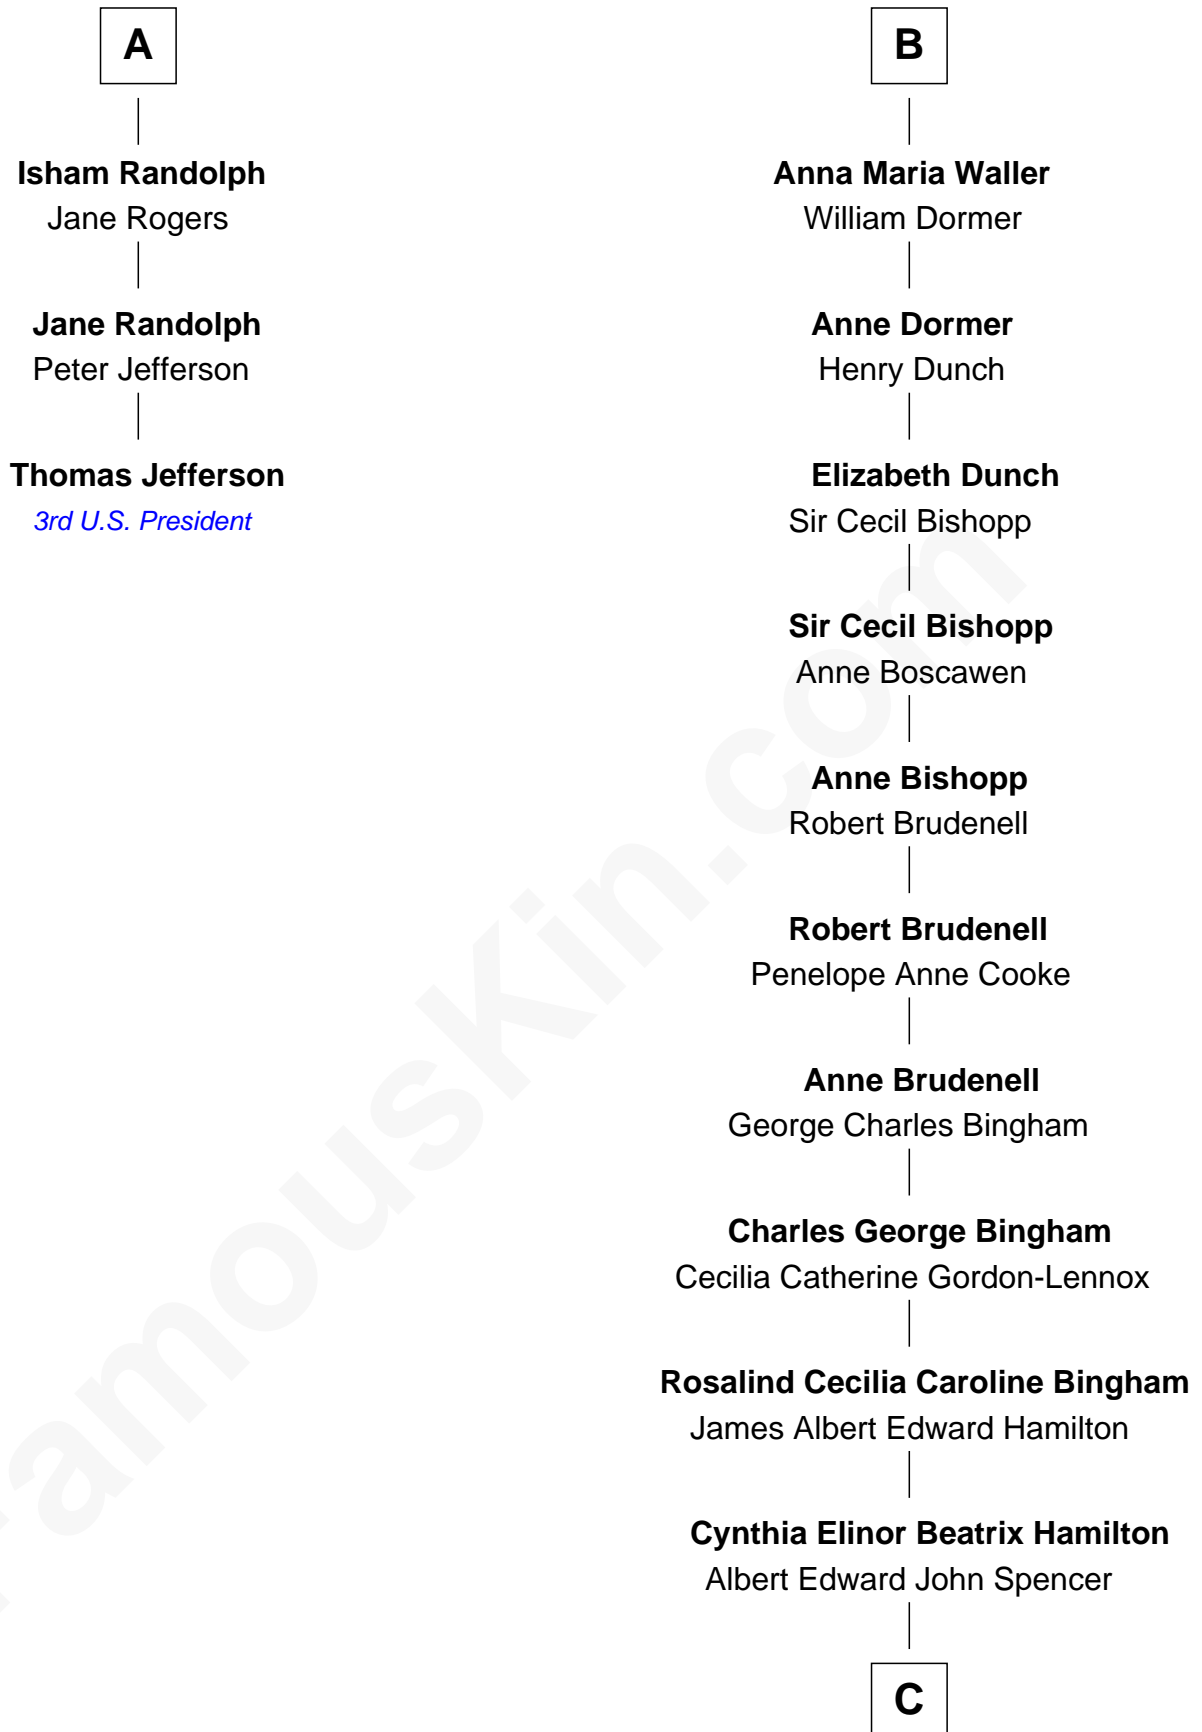 A
Isham Randolph
Jane Rogers
Jane Randolph
Peter Jefferson
Thomas Jefferson
3rd U.S. President
B
Anna Maria Waller
William Dormer
Anne Dormer
Henry Dunch
Elizabeth Dunch
Sir Cecil Bishopp
Sir Cecil Bishopp
Anne Boscawen
Anne Bishopp
Robert Brudenell
Robert Brudenell
Penelope Anne Cooke
Anne Brudenell
George Charles Bingham
Charles George Bingham
Cecilia Catherine Gordon-Lennox
Rosalind Cecilia Caroline Bingham
James Albert Edward Hamilton
Cynthia Elinor Beatrix Hamilton
Albert Edward John Spencer
C
FamousKin.com